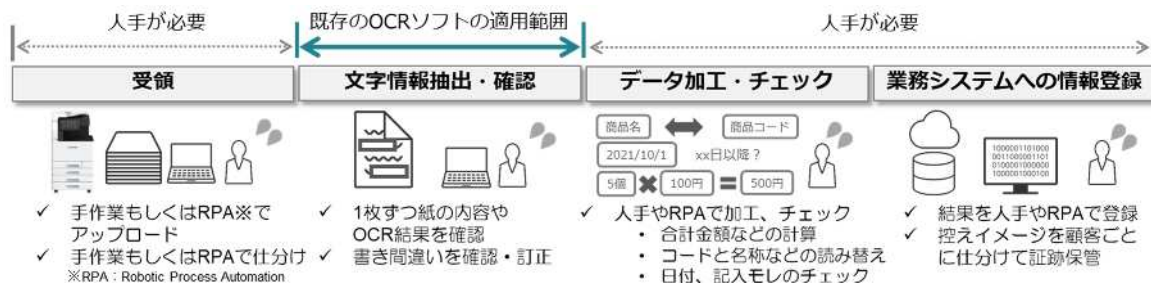 人手が必要
既存のOCRソフトの適用範囲
人手が必要
受領
文字情報抽出・確認
データ加工・チェック
業務システムへの情報登録
商品名
商品コード
2021/10/1
xx日以降？
5個
100円
500円
1000001101000
0011000001101
0100001000000
1000001000100
✓ 手作業もしくはRPA※で
アップロード
✓ 手作業もしくはRPAで仕分け
※RPA：Robotic Process Automation
✓ 1枚ずつ紙の内容や
OCR結果を確認
✓ 書き間違いを確認・訂正
✓ 人手やRPAで加工、チェック
・ 合計金額などの計算
・ コードと名称などの読み替え
・ 日付、記入モレのチェック
✓ 結果を人手やRPAで登録
✓ 控えイメージを顧客ごと
に仕分けて証跡保管